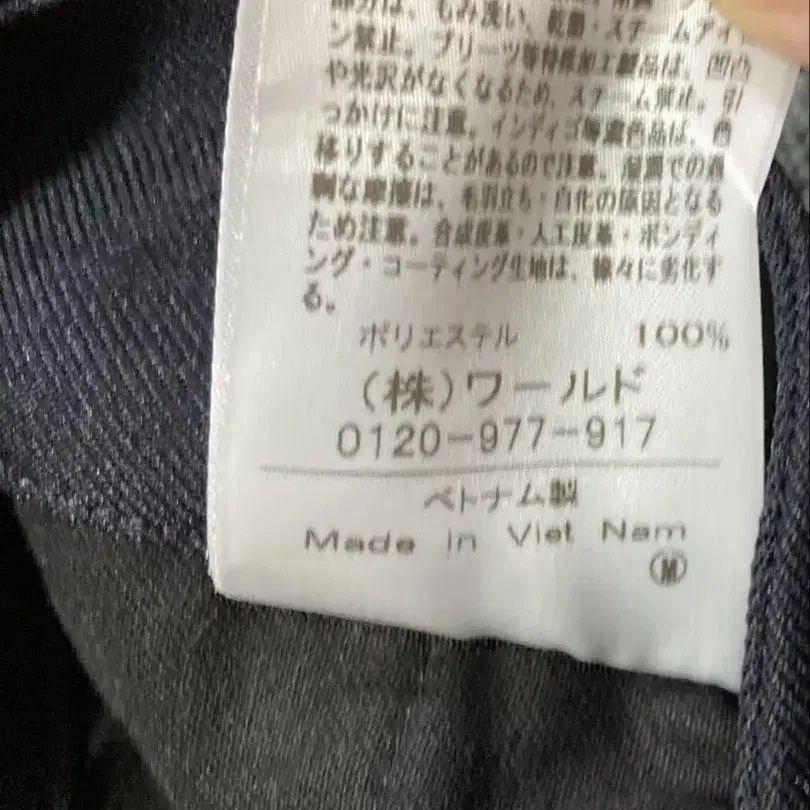 部分は、もみ洗い、乾燥・スチームアイロ
ン禁止。プリーツ等特殊加工製品は、凹凸
や光沢がなくなるため、スチーム禁止。引
っかけに注意。インディゴ等濃色品は、色
移りすることがあるので注意。湿潤での過
剰な摩擦は、毛羽立ち・白化の原因となる
ため注意。合成皮革・人工皮革・ボンディ
ング・コーティング生地は、徐々に劣化す
る。
ポリエステル 100%
(株)ワールド
0120-977-917
ベトナム製
Made in Viet Nam
Ⓜ